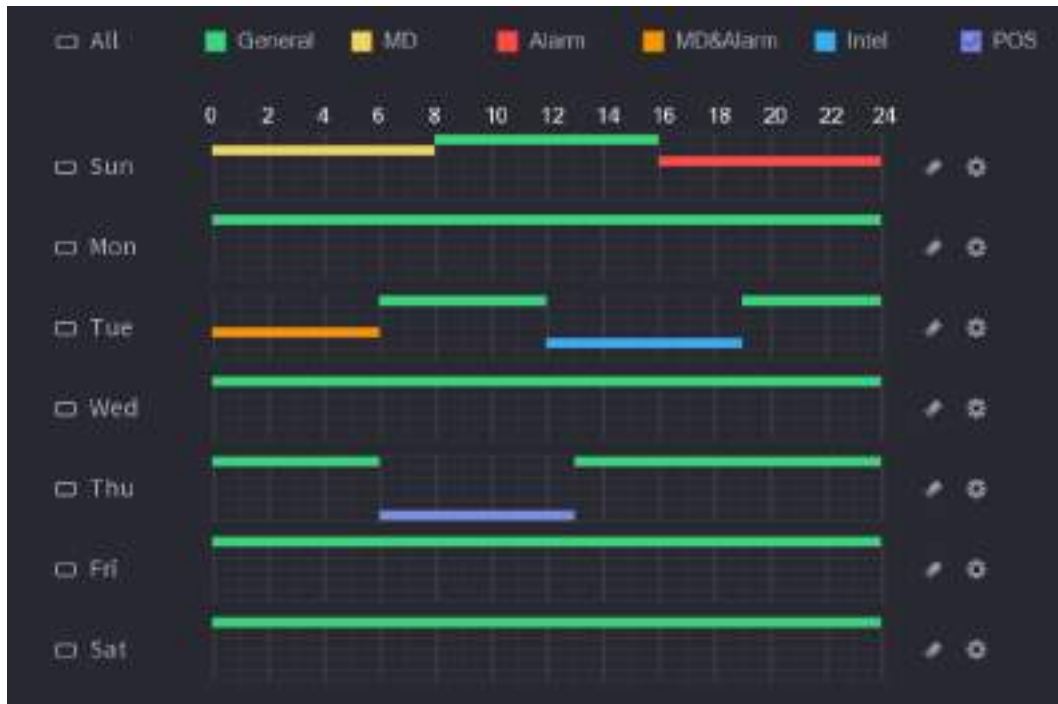 All General MD Alarm MD&Alarm Intel POS
0 2 4 6 8 10 12 14 16 18 20 22 24
Sun
Mon
Tue
Wed
Thu
Fri
Sat